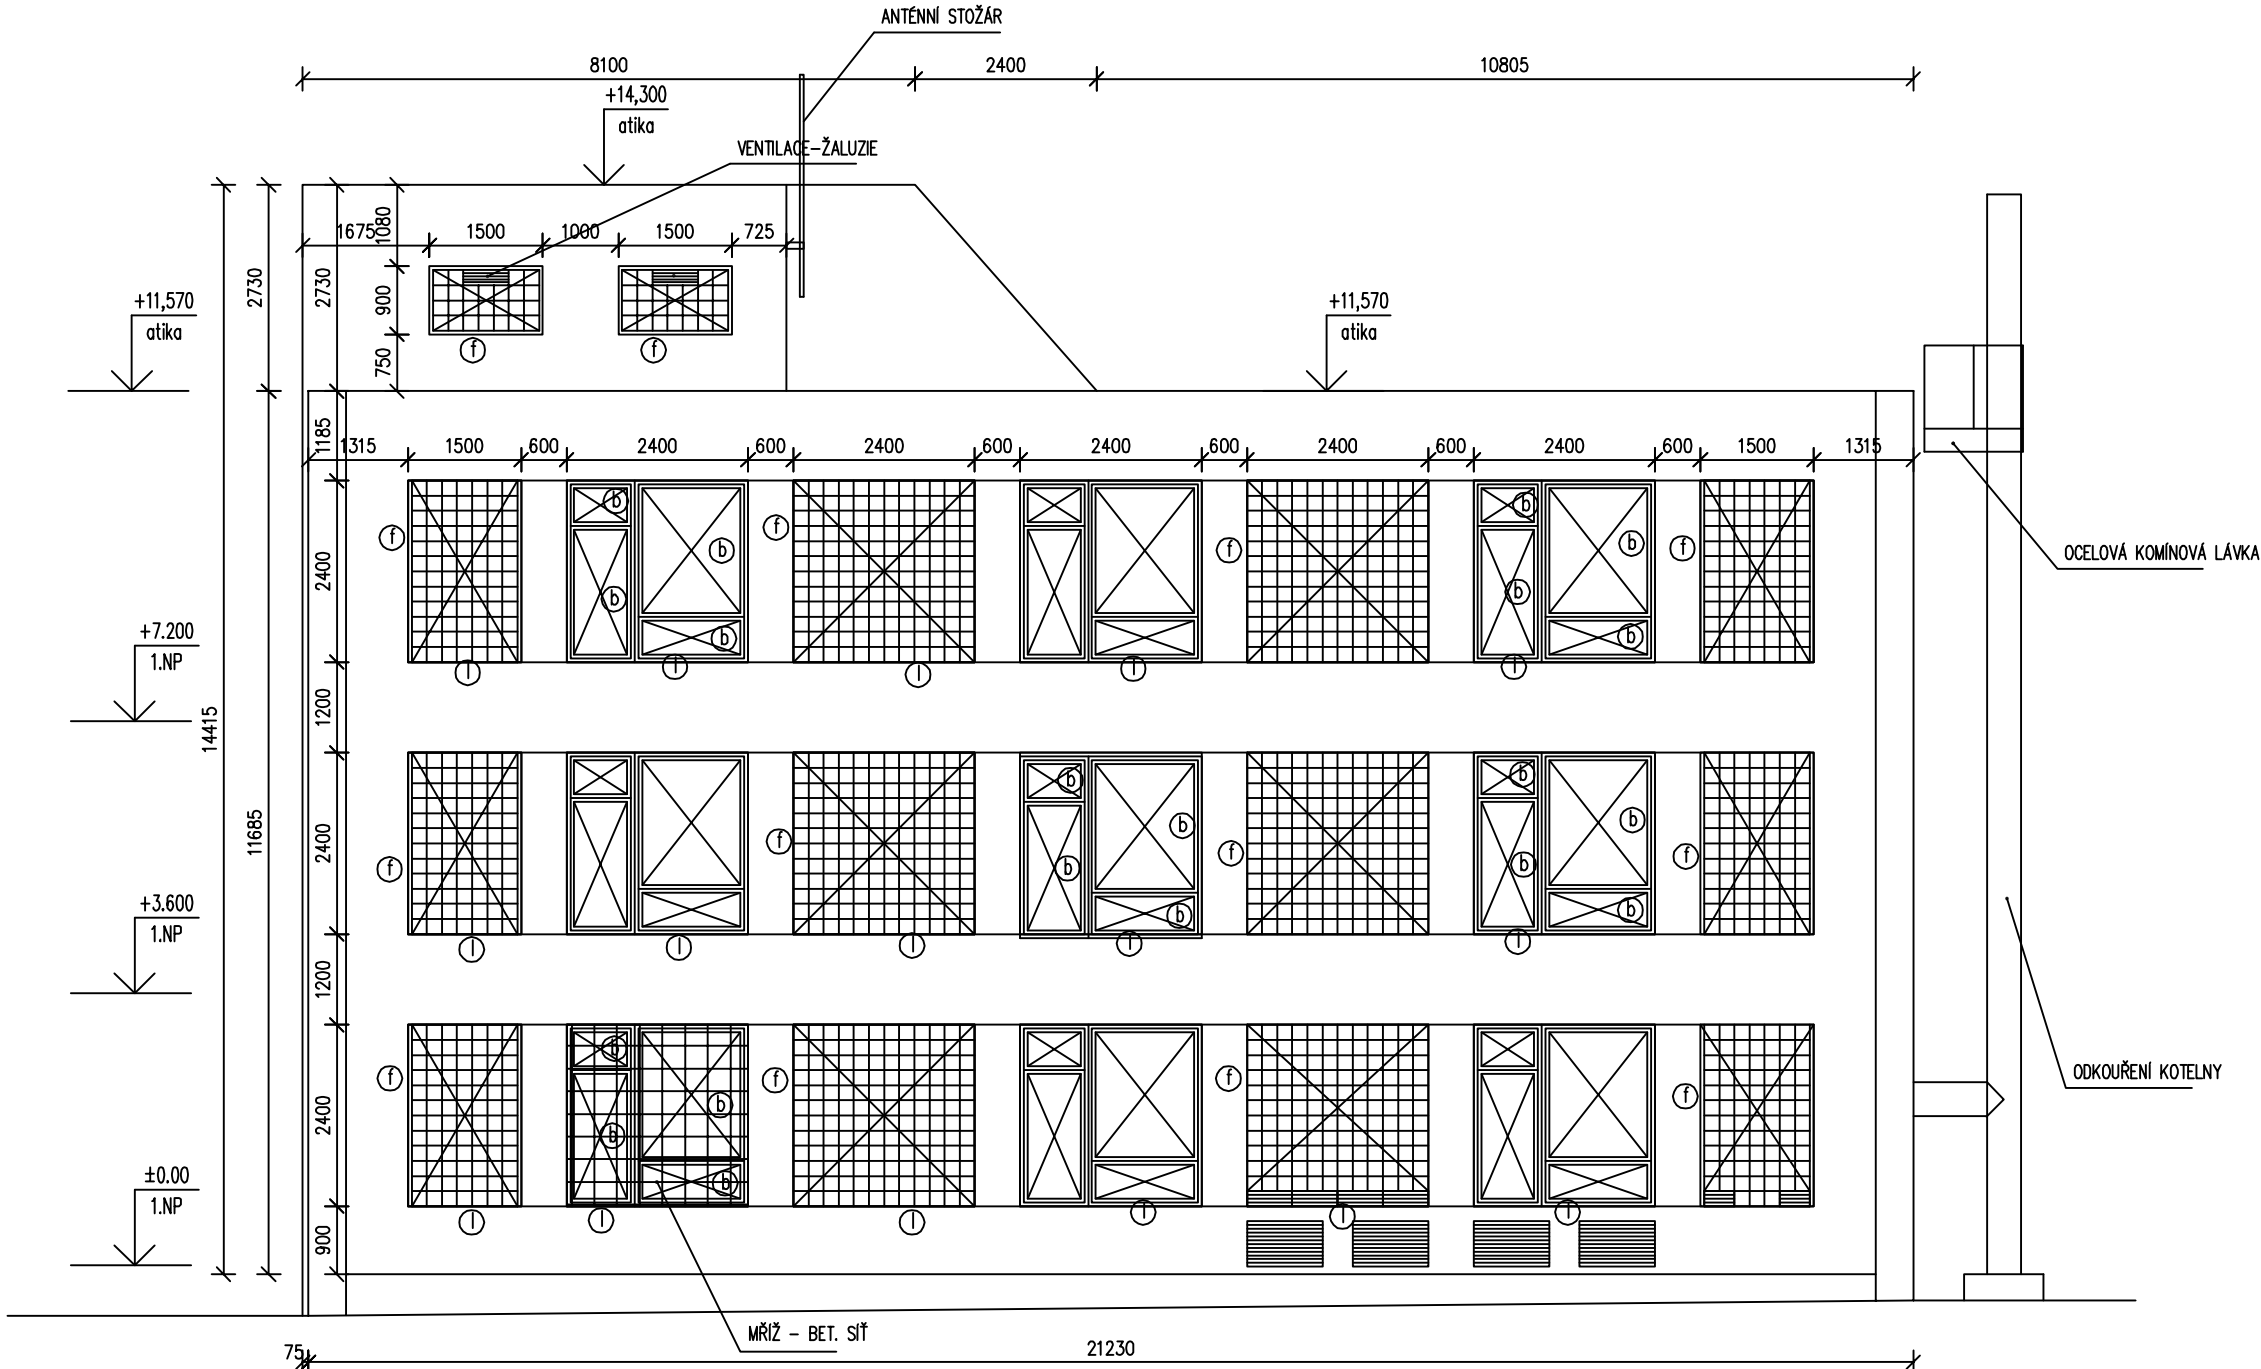 ANTÉNNÍ STOŽÁR
8100
2400
10805
+14,300
atika
VENTILACE-ŽALUZIE
1080
1675
1500
1000
1500
725
2730
2730
900
750
f
f
+11,570
atika
+11,570
atika
1185
1315
1500
600
2400
600
2400
600
2400
600
2400
600
2400
600
1500
1315
OCELOVÁ KOMÍNOVÁ LÁVKA
b
b
f
f
f
f
b
b
2400
b
b
b
b
I
I
I
I
I
+7.200
1.NP
1200
14415
11685
b
b
b
b
2400
f
f
f
f
b
b
b
b
I
I
I
I
I
+3.600
1.NP
1200
ODKOUŘENÍ KOTELNY
b
f
f
f
f
b
2400
b
b
±0.00
1.NP
I
I
I
I
I
I
900
MŘÍŽ - BET. SÍŤ
75
21230